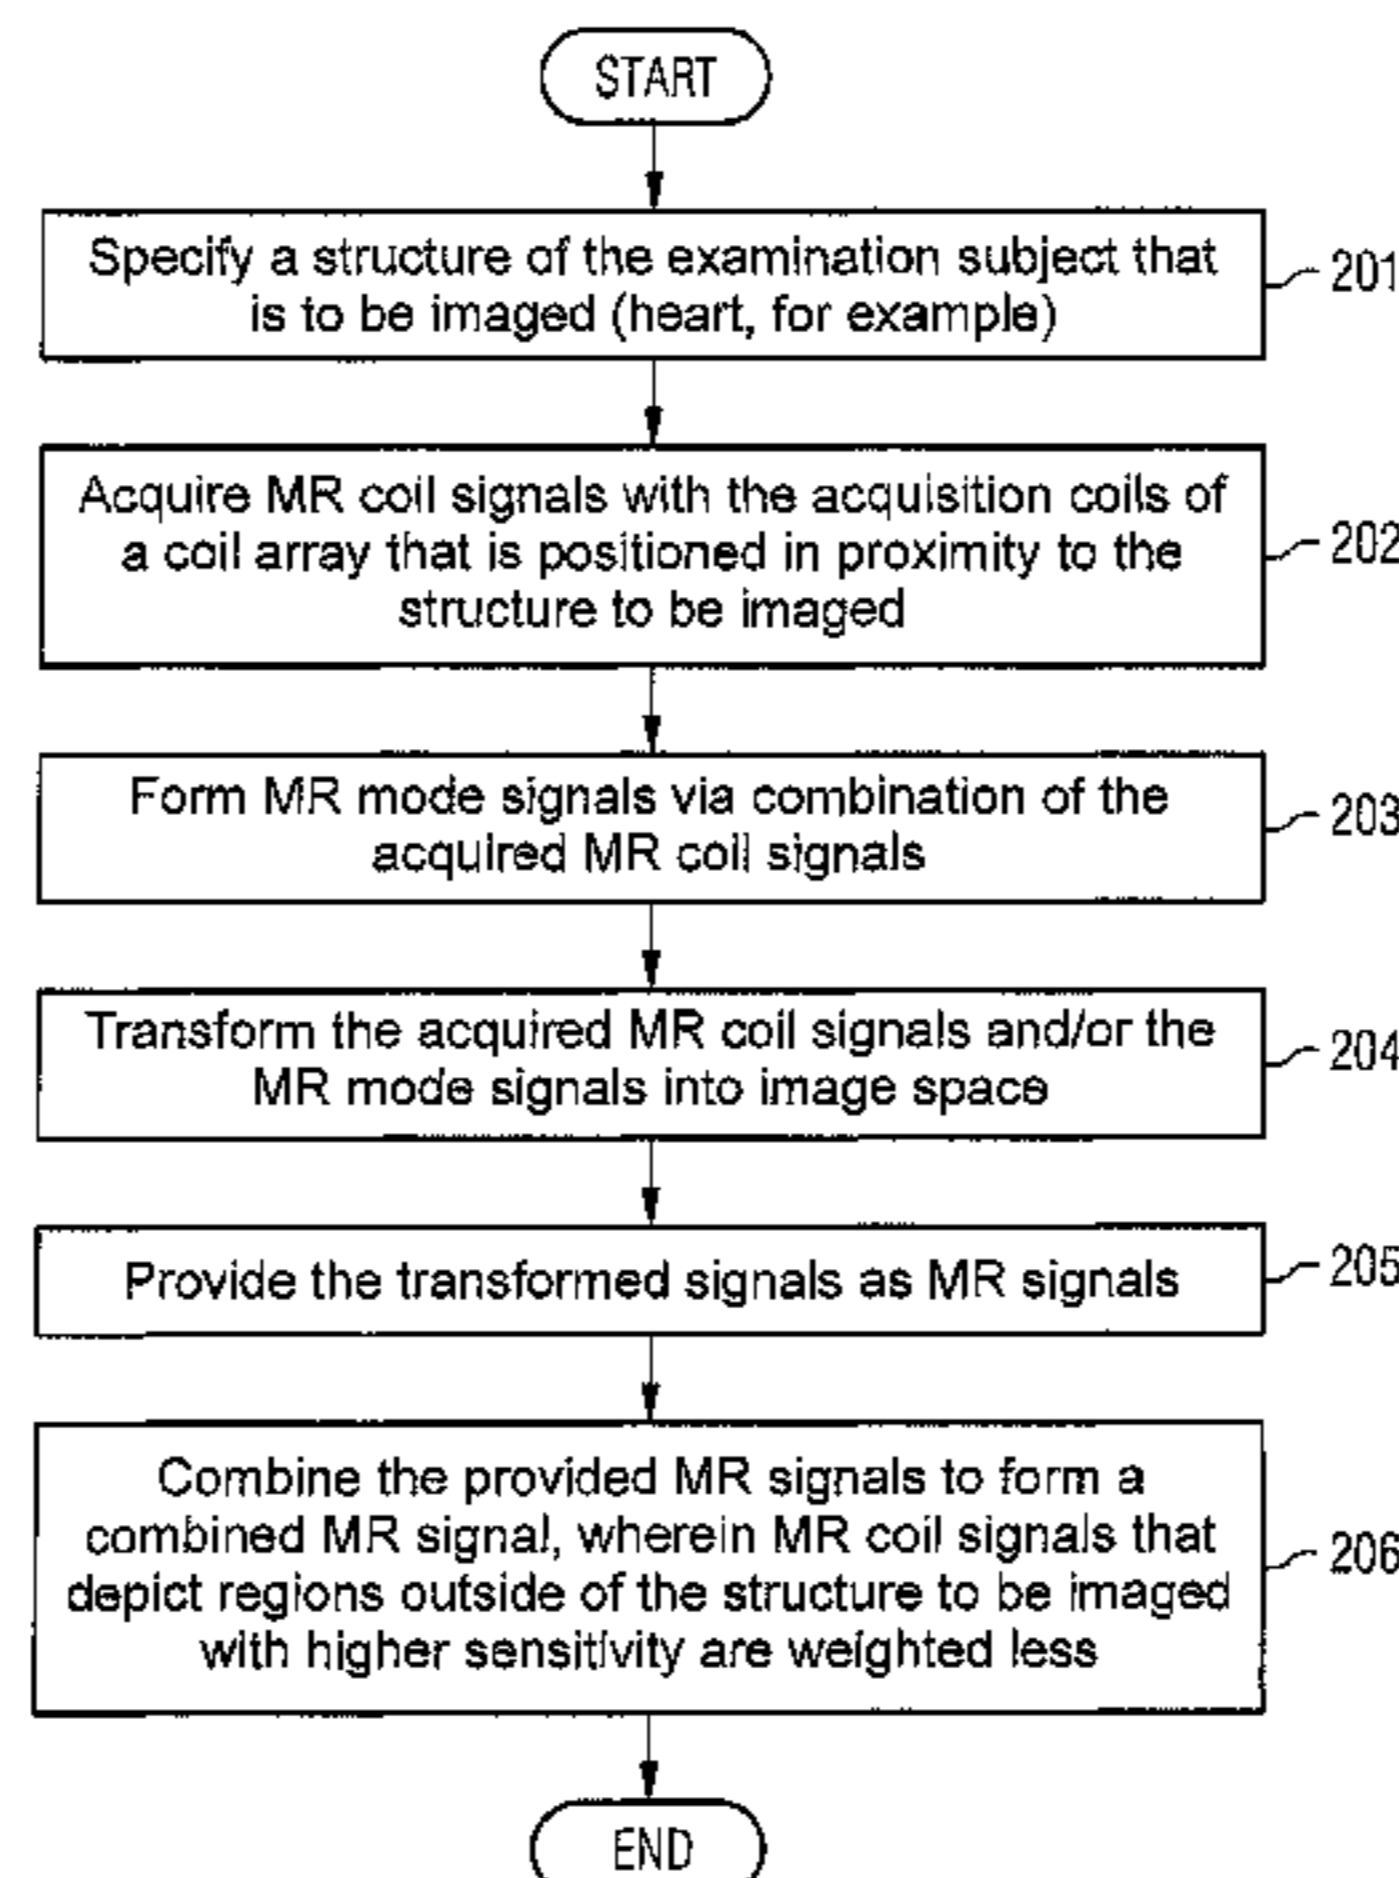 START
Specify a structure of the examination subject that
is to be imaged (heart, for example)
201
Acquire MR coil signals with the acquisition coils of
a coil array that is positioned in proximity to the
structure to be imaged
202
Form MR mode signals via combination of the
acquired MR coil signals
203
Transform the acquired MR coil signals and/or the
MR mode signals into image space
204
Provide the transformed signals as MR signals
205
Combine the provided MR signals to form a
combined MR signal, wherein MR coil signals that
depict regions outside of the structure to be imaged
with higher sensitivity are weighted less
206
END